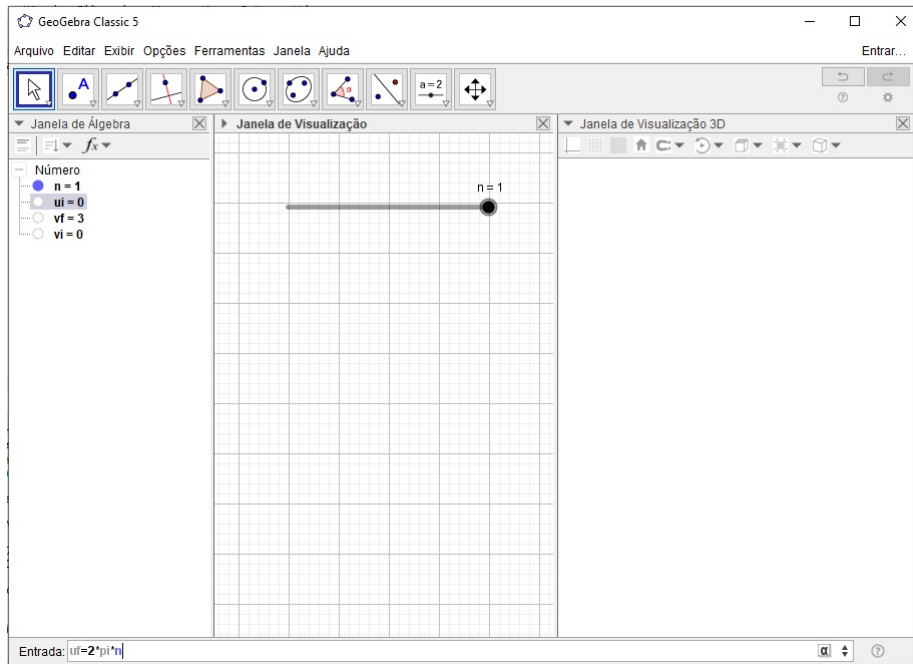 GeoGebra Classic 5
Arquivo Editar Exibir Opções Ferramentas Janela Ajuda Entrar...
A α a = 2
Janela de Álgebra
Janela de Visualização
Janela de Visualização 3D
fx
Número
n = 1
ui = 0
vf = 3
vi = 0
n = 1
Entrada: uf=2*pi*n α